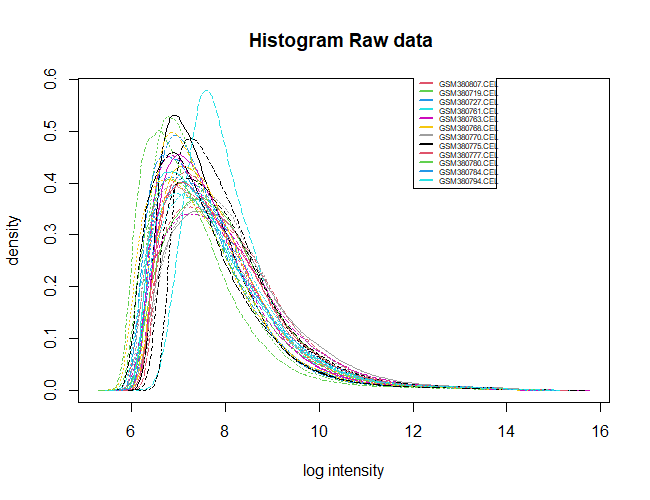 Histogram Raw data
GSM380807.CEL
GSM380719.CEL
GSM380727.CEL
GSM380761.CEL
GSM380763.CEL
GSM380768.CEL
GSM380770.CEL
GSM380775.CEL
GSM380777.CEL
GSM380780.CEL
GSM380784.CEL
GSM380794.CEL
density
0.6
0.5
0.4
0.3
0.2
0.1
0.0
6 8 10 12 14 16
log intensity